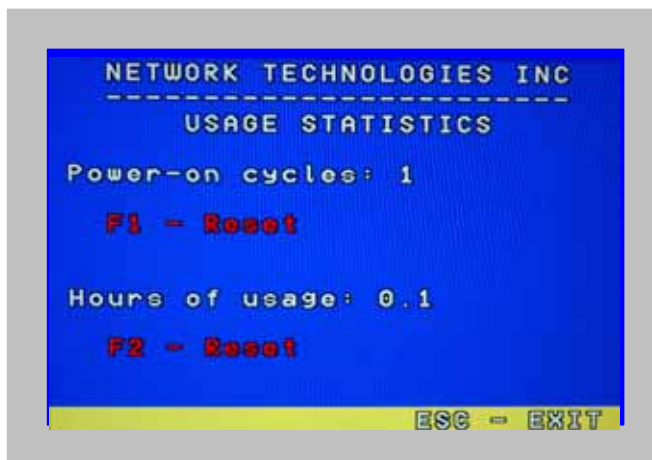 NETWORK TECHNOLOGIES INC
------------------------
USAGE STATISTICS
Power-on cycles: 1
F1 - Reset
Hours of usage: 0.1
F2 - Reset
ESC - EXIT